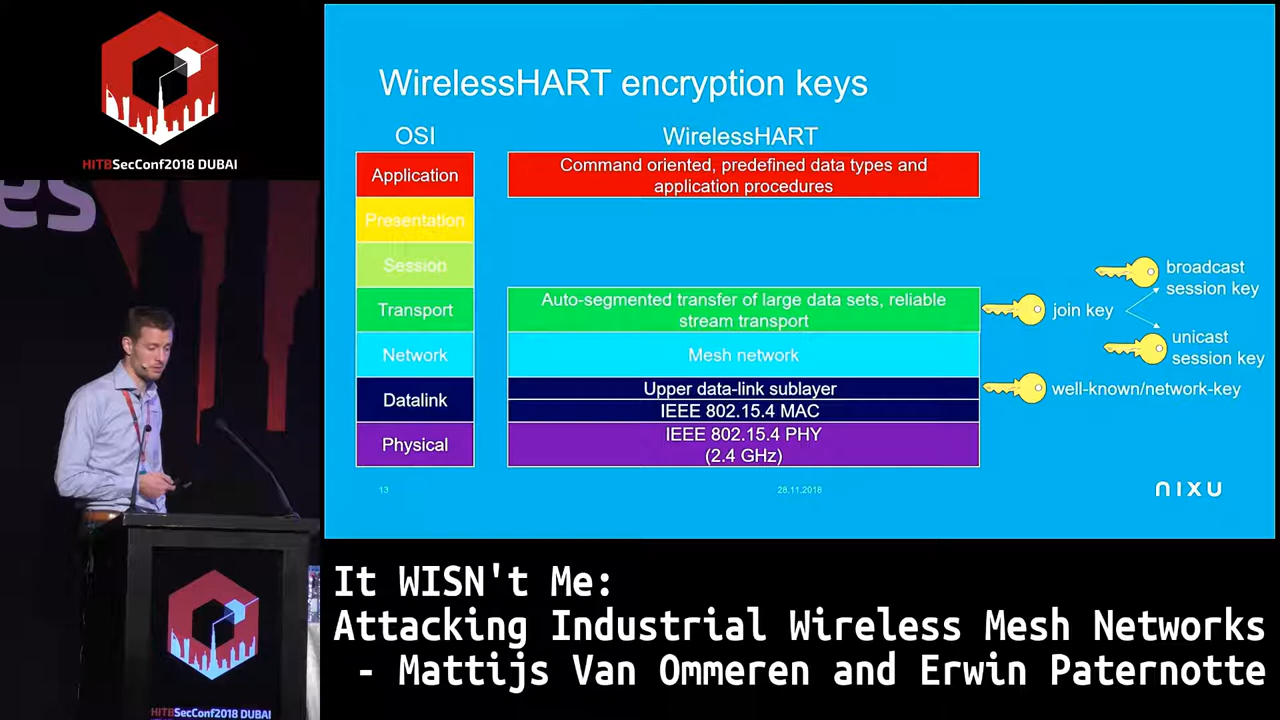 HITBSecConf2018 DUBAI
es
WirelessHART encryption keys
OSI
WirelessHART
Application
Command oriented, predefined data types and
application procedures
Presentation
Session
broadcast
session key
Transport
Auto-segmented transfer of large data sets, reliable
stream transport
join key
Network
Mesh network
unicast
session key
Datalink
Upper data-link sublayer
IEEE 802.15.4 MAC
well-known/network-key
Physical
IEEE 802.15.4 PHY
(2.4 GHz)
13
28.11.2018
NIXU
HITBSecConf2018 DUBAI
It WISN't Me:
Attacking Industrial Wireless Mesh Networks
- Mattijs Van Ommeren and Erwin Paternotte